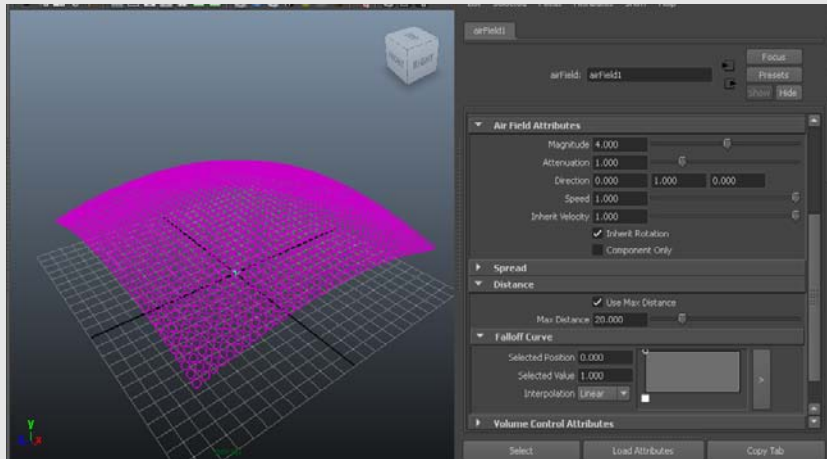 RIGHT
airField1
airField: airField1
Focus
Presets
Show Hide
Air Field Attributes
Magnitude 4.000
Attenuation 1.000
Direction 0.000 1.000 0.000
Speed 1.000
Inherit Velocity 1.000
Inherit Rotation
Component Only
Spread
Distance
Use Max Distance
Max Distance 20.000
Falloff Curve
Selected Position 0.000
Selected Value 1.000
Interpolation Linear
>
Volume Control Attributes
Select Load Attributes Copy Tab
y
x